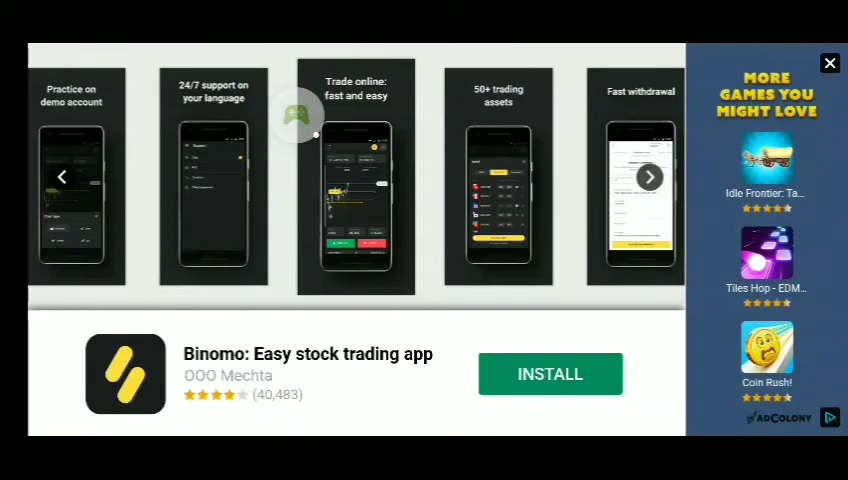 Practice on
demo account
24/7 support on
your language
Trade online:
fast and easy
50+ trading
assets
Fast withdrawal
MORE
GAMES YOU
MIGHT LOVE
Idle Frontier: Ta...
Tiles Hop - EDM...
Coin Rush!
Binomo: Easy stock trading app
OOO Mechta
(40,483)
INSTALL
ADCOLONY